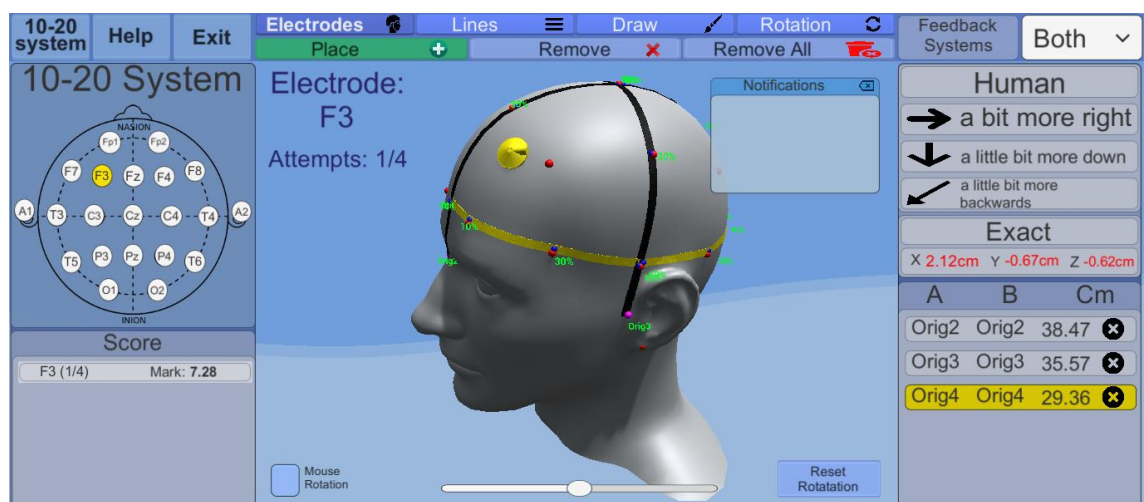 10-20
system
Help
Exit
Electrodes
Lines
Draw
Rotation
Place
Remove
Remove All
Feedback
Systems
Both
10-20 System
NASION
Fp1 Fp2
F7 F3 Fz F4 F8
A1 T3 C3 Cz C4 T4 A2
T5 P3 Pz P4 T6
O1 O2
INION
Score
F3 (1/4) Mark: 7.28
Electrode:
F3
Attempts: 1/4
Notifications
10%
30%
30%
Orig3
Mouse
Rotation
Reset
Rotatation
Human
a bit more right
a little bit more down
a little bit more
backwards
Exact
X 2.12cm Y -0.67cm Z -0.62cm
A B Cm
Orig2 Orig2 38.47
Orig3 Orig3 35.57
Orig4 Orig4 29.36